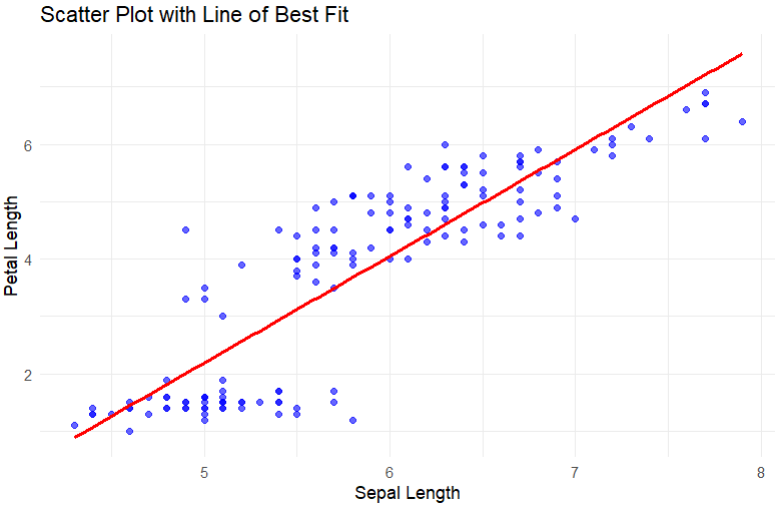 Scatter Plot with Line of Best Fit
Petal Length
6
4
2
5 6 7 8
Sepal Length